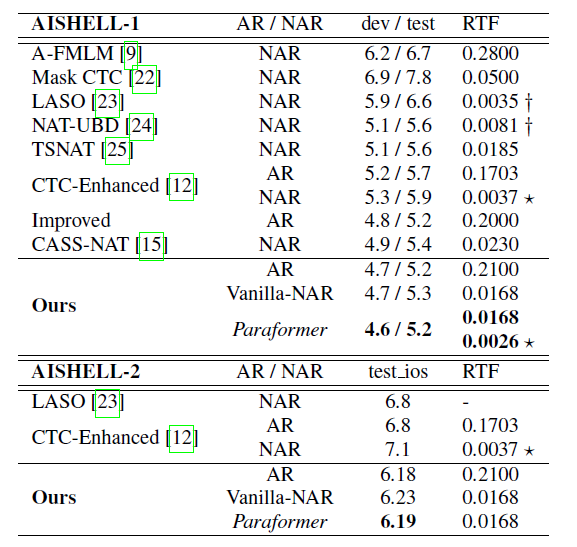 AISHELL-1 AR / NAR dev / test RTF
A-FMLM [9] NAR 6.2 / 6.7 0.2800
Mask CTC [22] NAR 6.9 / 7.8 0.0500
LASO [23] NAR 5.9 / 6.6 0.0035 †
NAT-UBD [24] NAR 5.1 / 5.6 0.0081 †
TSNAT [25] NAR 5.1 / 5.6 0.0185
CTC-Enhanced [12] AR 5.2 / 5.7 0.1703
NAR 5.3 / 5.9 0.0037 ⋆
Improved AR 4.8 / 5.2 0.2000
CASS-NAT [15] NAR 4.9 / 5.4 0.0230
Ours AR 4.7 / 5.2 0.2100
Vanilla-NAR 4.7 / 5.3 0.0168
Paraformer 4.6 / 5.2 0.0168
0.0026 ⋆
AISHELL-2 AR / NAR test_ios RTF
LASO [23] NAR 6.8 -
CTC-Enhanced [12] AR 6.8 0.1703
NAR 7.1 0.0037 ⋆
Ours AR 6.18 0.2100
Vanilla-NAR 6.23 0.0168
Paraformer 6.19 0.0168